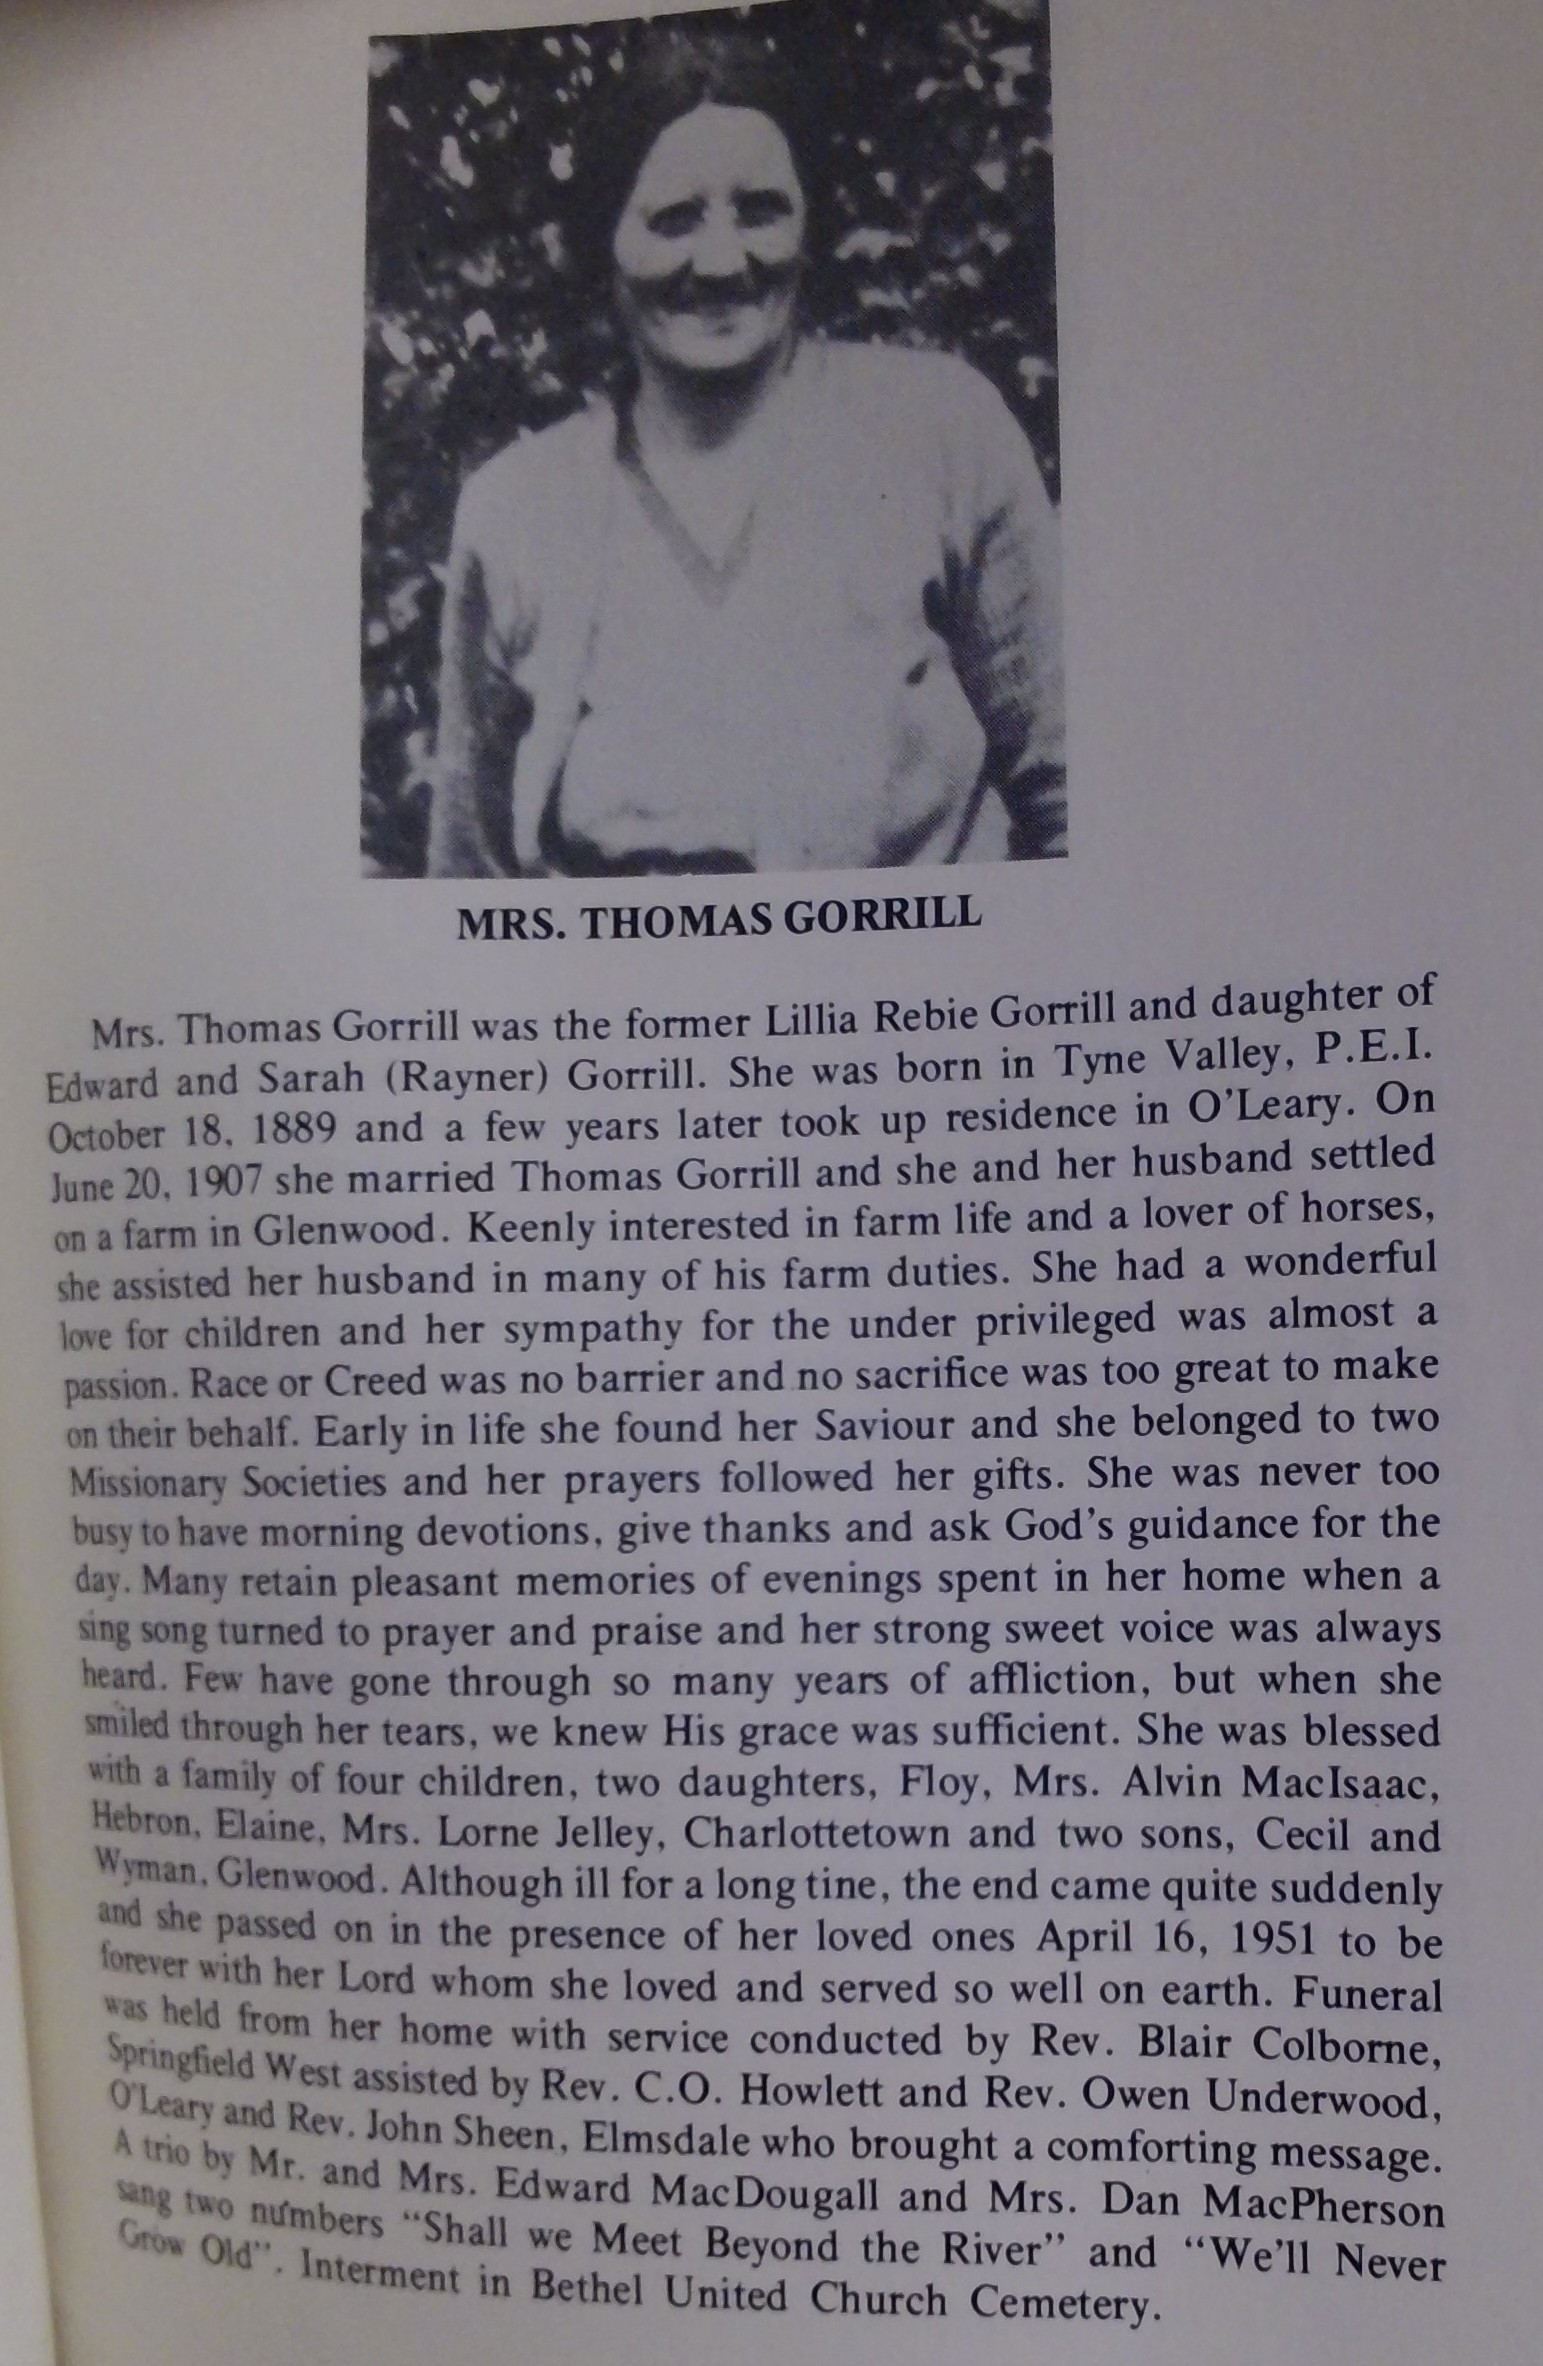 MRS. THOMAS GORRILL
Mrs. Thomas Gorrill was the former Lillia Rebie Gorrill and daughter of
Edward and Sarah (Rayner) Gorrill. She was born in Tyne Valley, P.E.I.
October 18, 1889 and a few years later took up residence in O'Leary. On
June 20, 1907 she married Thomas Gorrill and she and her husband settled
on a farm in Glenwood. Keenly interested in farm life and a lover of horses,
she assisted her husband in many of his farm duties. She had a wonderful
love for children and her sympathy for the under privileged was almost a
passion. Race or Creed was no barrier and no sacrifice was too great to make
on their behalf. Early in life she found her Saviour and she belonged to two
Missionary Societies and her prayers followed her gifts. She was never too
busy to have morning devotions, give thanks and ask God's guidance for the
day. Many retain pleasant memories of evenings spent in her home when a
sing song turned to prayer and praise and her strong sweet voice was always
heard. Few have gone through so many years of affliction, but when she
smiled through her tears, we knew His grace was sufficient. She was blessed
with a family of four children, two daughters, Floy, Mrs. Alvin MacIsaac,
Hebron, Elaine, Mrs. Lorne Jelley, Charlottetown and two sons, Cecil and
Wyman, Glenwood. Although ill for a long tine, the end came quite suddenly
and she passed on in the presence of her loved ones April 16, 1951 to be
forever with her Lord whom she loved and served so well on earth. Funeral
was held from her home with service conducted by Rev. Blair Colborne,
Springfield West assisted by Rev. C.O. Howlett and Rev. Owen Underwood,
O'Leary and Rev. John Sheen, Elmsdale who brought a comforting message.
A trio by Mr. and Mrs. Edward MacDougall and Mrs. Dan MacPherson
sang two numbers "Shall we Meet Beyond the River" and "We'll Never
Grow Old". Interment in Bethel United Church Cemetery.